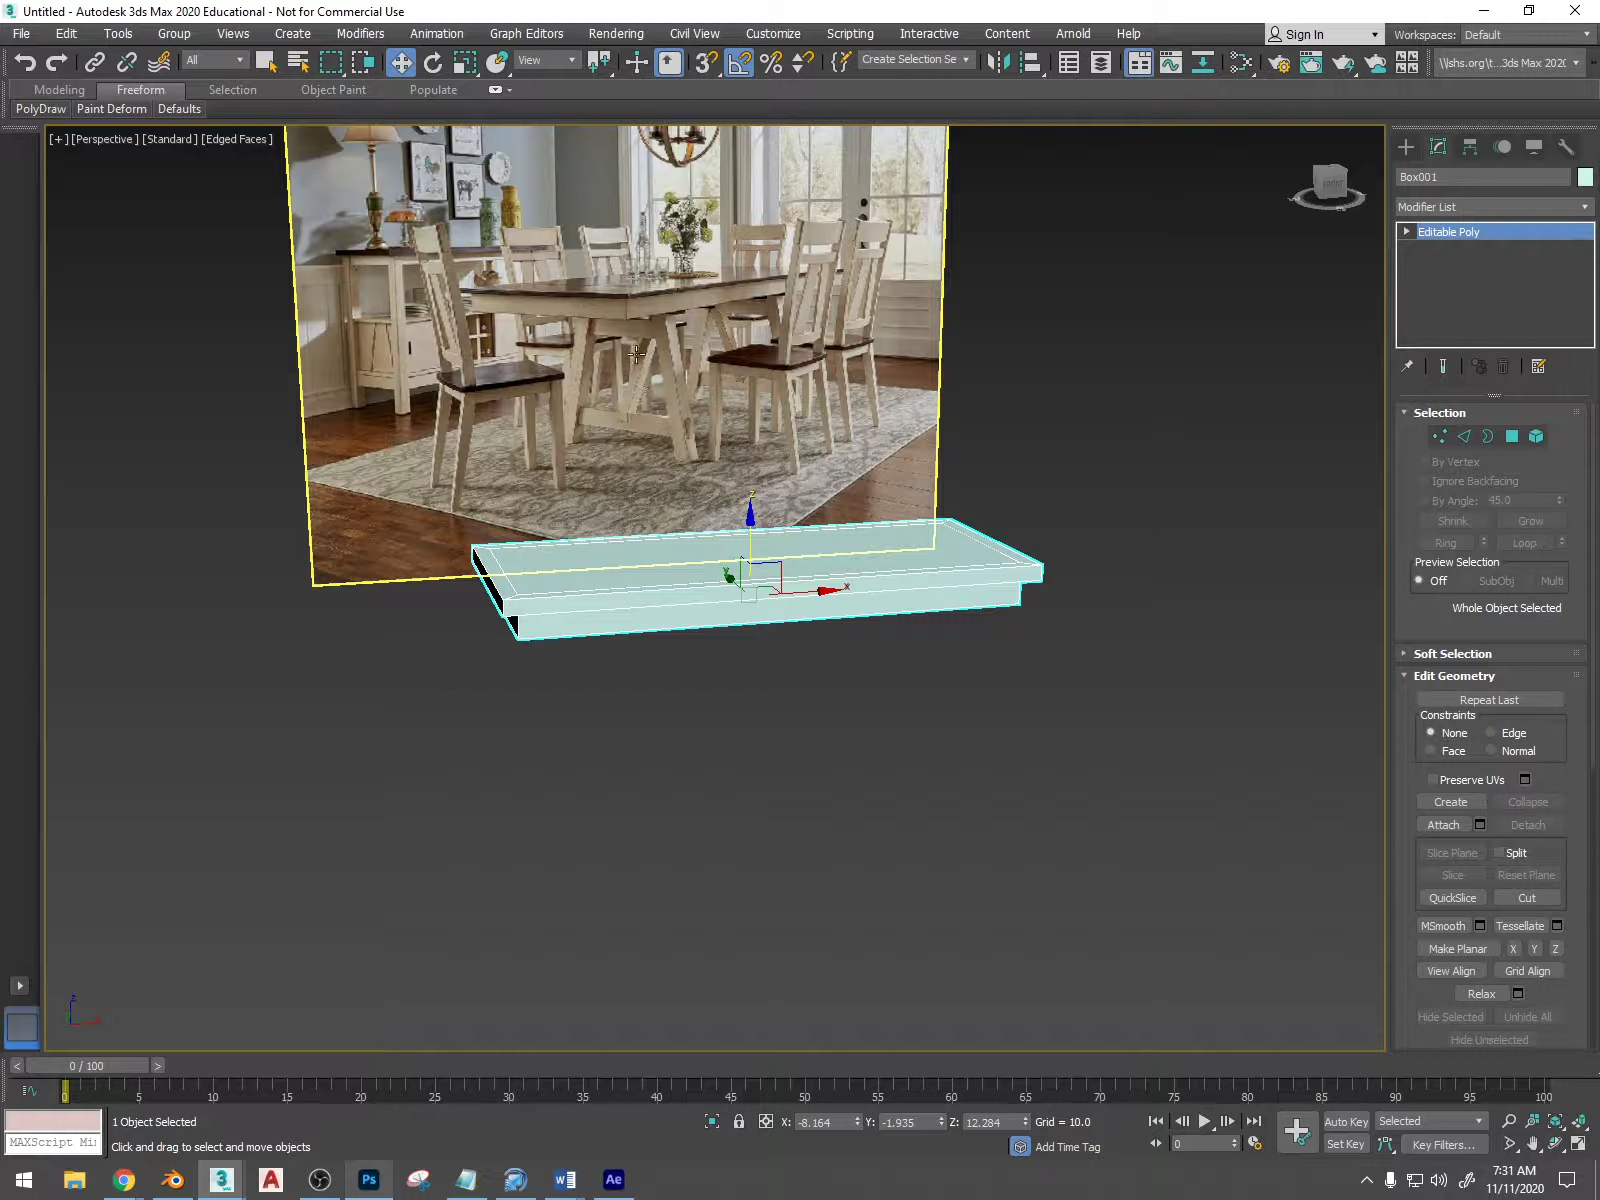 Untitled - Autodesk 3ds Max 2020 Educational - Not for Commercial Use
File Edit Tools Group Views Create Modifiers Animation Graph Editors Rendering Civil View Customize Scripting Interactive Content Arnold Help Sign In Workspaces: Default
All View Create Selection Se \\lshs.org\t...3ds Max 202(
Modeling Freeform Selection Object Paint Populate
PolyDraw Paint Deform Defaults
[+] [Perspective] [Standard] [Edged Faces]
FRONT
Box001
Modifier List
Editable Poly
Selection
By Vertex
Ignore Backfacing
By Angle: 45.0
Shrink Grow
Ring Loop
Preview Selection
Off SubObj Multi
Whole Object Selected
Soft Selection
Edit Geometry
Repeat Last
Constraints
None Edge
Face Normal
Preserve UVs
Create Collapse
Attach Detach
Slice Plane Split
Slice Reset Plane
QuickSlice Cut
MSmooth Tessellate
Make Planar X Y Z
View Align Grid Align
Relax
Hide Selected Unhide All
Hide Unselected
z
y
x
z
< 0 / 100 >
0 5 10 15 20 25 30 35 40 45 50 55 60 65 70 75 80 85 90 95 100
1 Object Selected X: -8.164 Y: -1.935 Z: 12.284 Grid = 10.0 Auto Key Selected
MAXScript Mi Click and drag to select and move objects Add Time Tag 0 Set Key Key Filters...
7:31 AM
11/11/2020